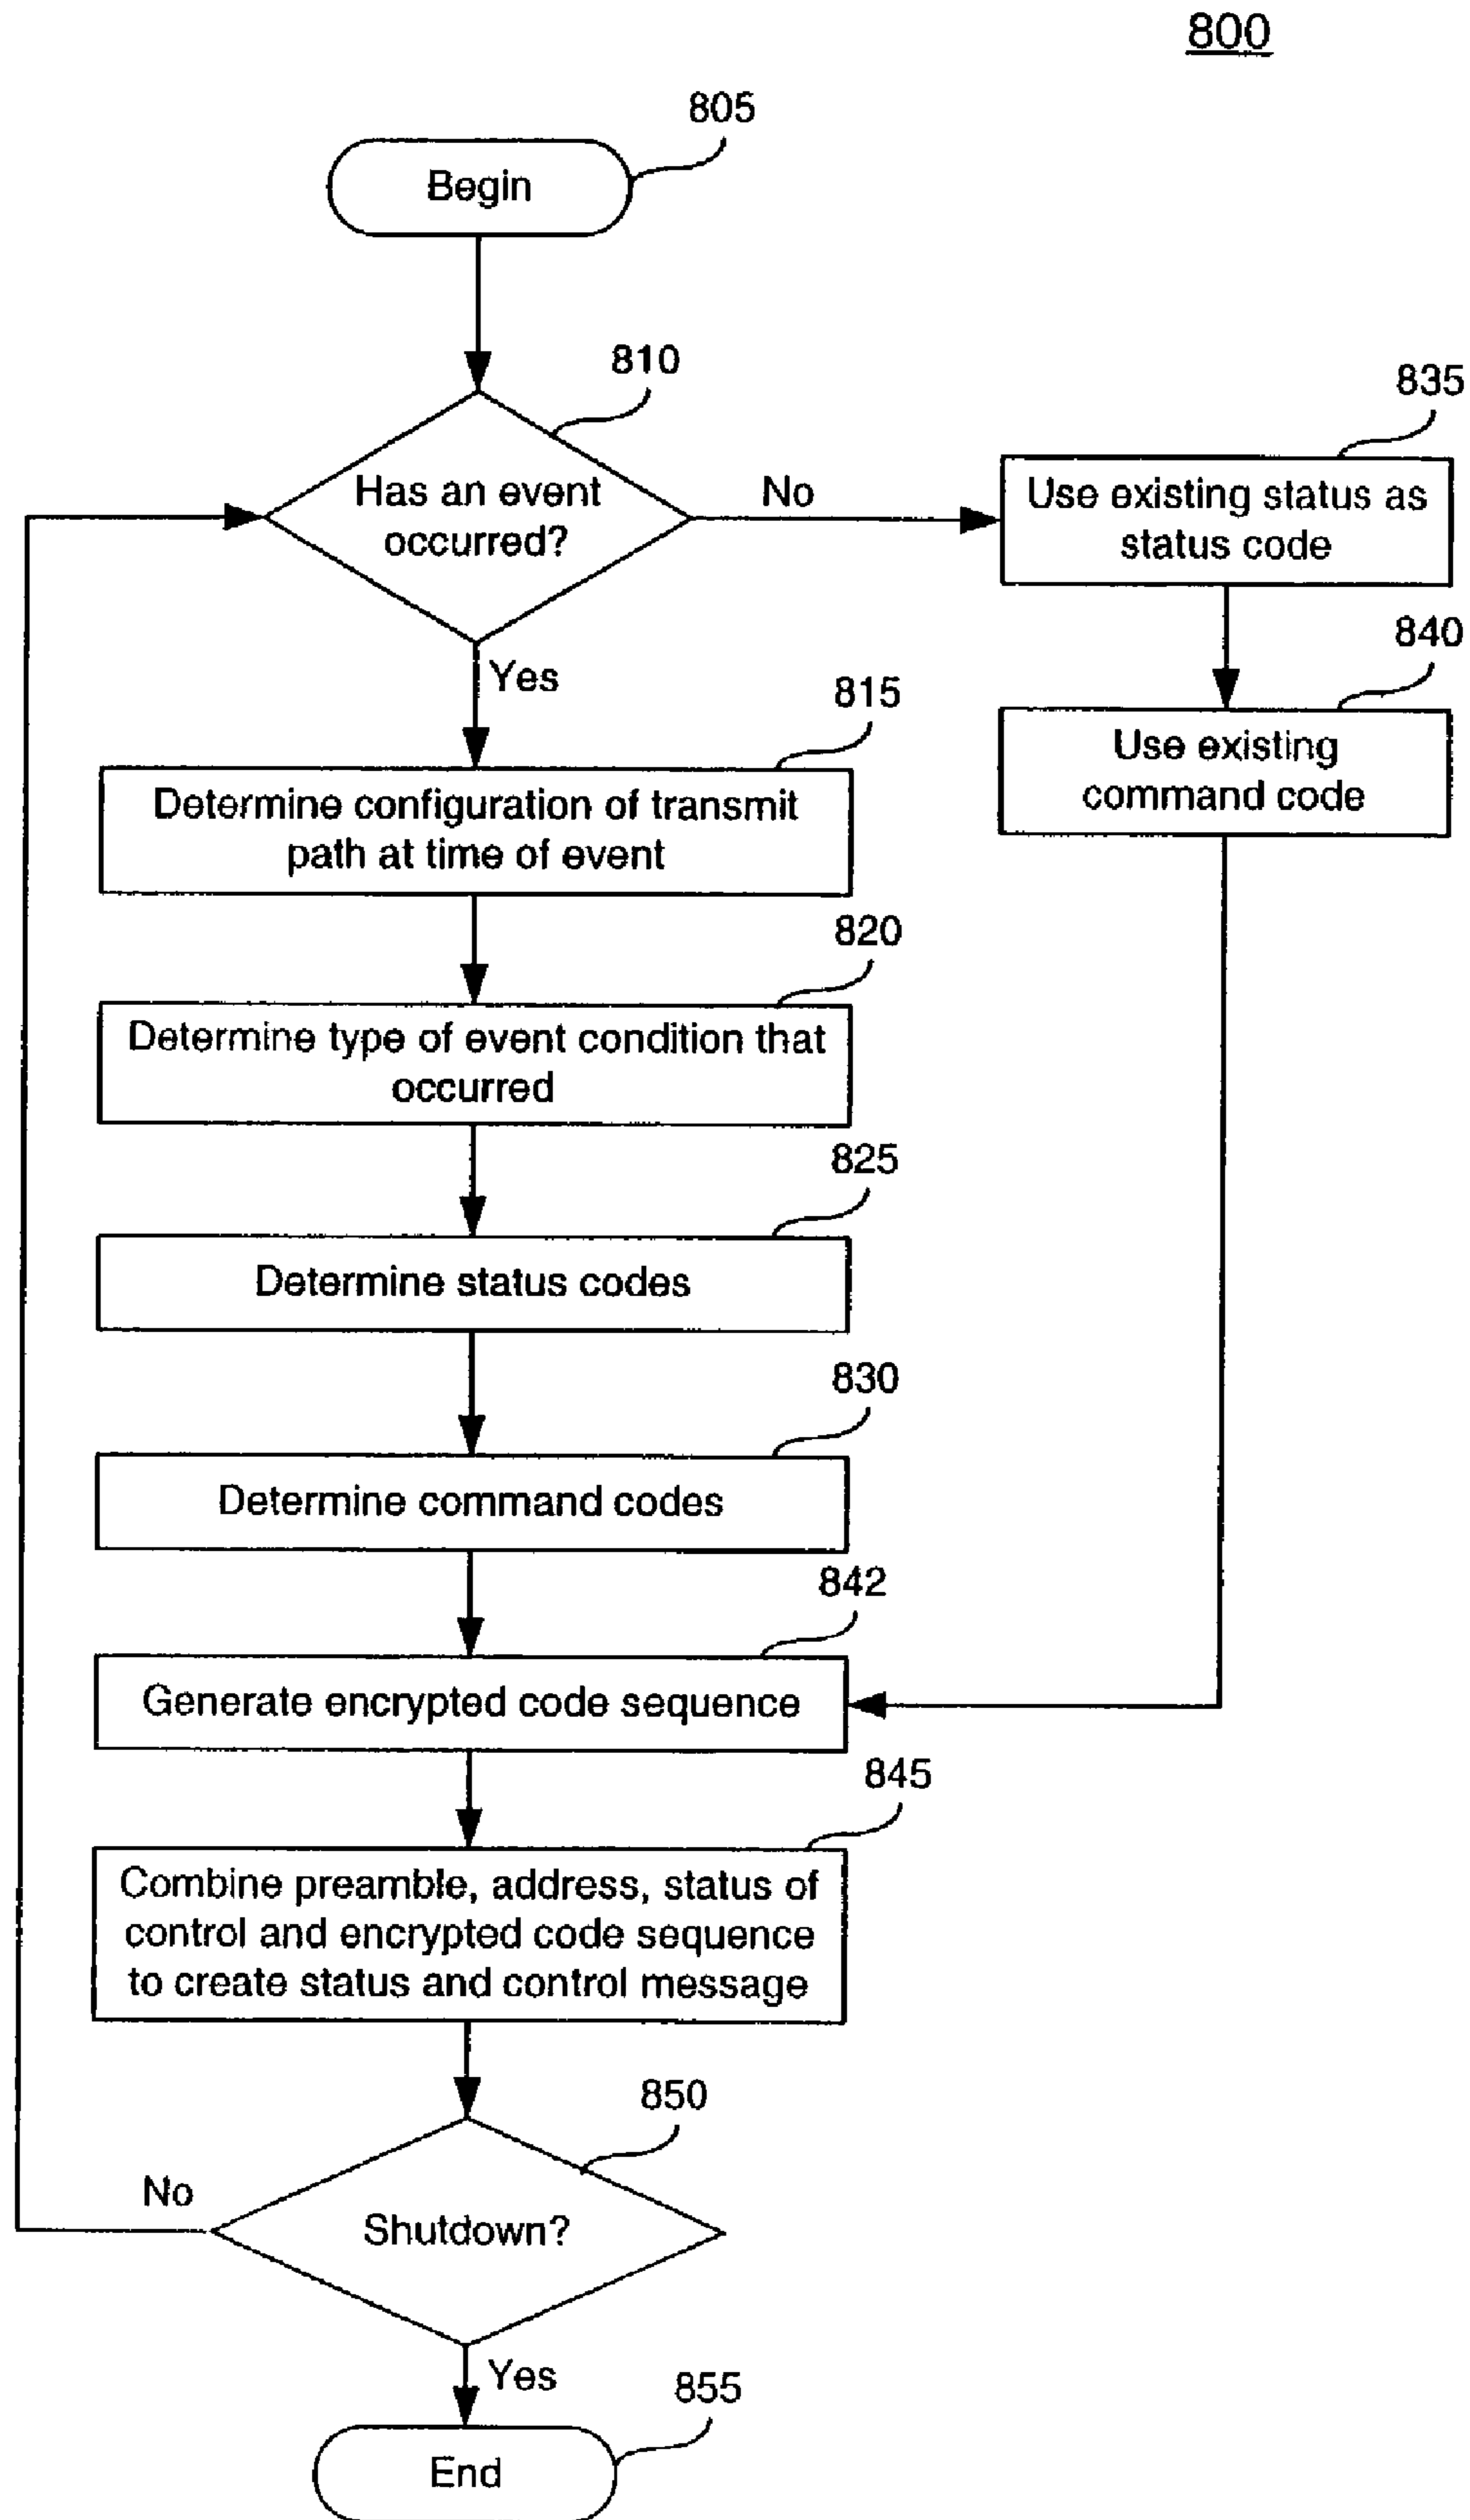 800
805
Begin
810
Has an event
occurred?
No
835
Use existing status as
status code
840
Use existing
command code
Yes
815
Determine configuration of transmit
path at time of event
820
Determine type of event condition that
occurred
825
Determine status codes
830
Determine command codes
842
Generate encrypted code sequence
845
Combine preamble, address, status of
control and encrypted code sequence
to create status and control message
850
No
Shutdown?
Yes
855
End